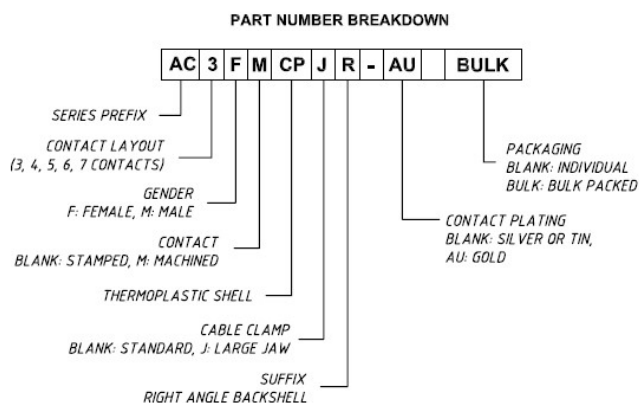 PART NUMBER BREAKDOWN
AC 3 F M CP J R - AU BULK
SERIES PREFIX
CONTACT LAYOUT
(3, 4, 5, 6, 7 CONTACTS)
GENDER
F: FEMALE, M: MALE
CONTACT
BLANK: STAMPED, M: MACHINED
THERMOPLASTIC SHELL
CABLE CLAMP
BLANK: STANDARD, J: LARGE JAW
SUFFIX
RIGHT ANGLE BACKSHELL
PACKAGING
BLANK: INDIVIDUAL
BULK: BULK PACKED
CONTACT PLATING
BLANK: SILVER OR TIN,
AU: GOLD